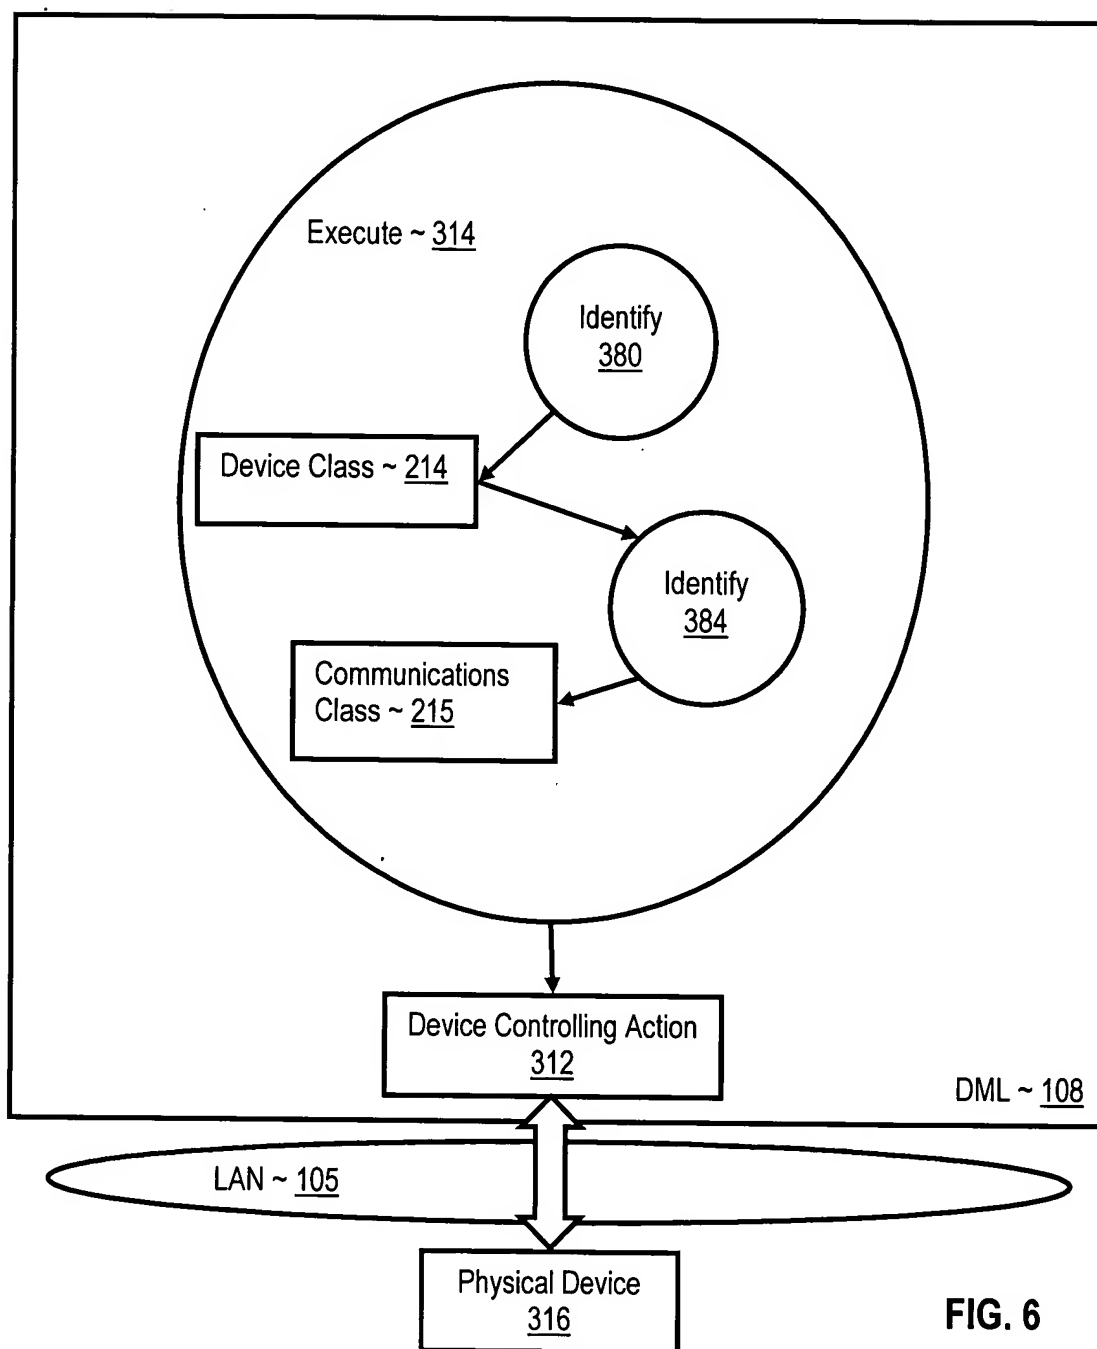 Execute ~ 314
Identify
380
Device Class ~ 214
Identify
384
Communications
Class ~ 215
Device Controlling Action
312
DML ~ 108
LAN ~ 105
Physical Device
316
FIG. 6